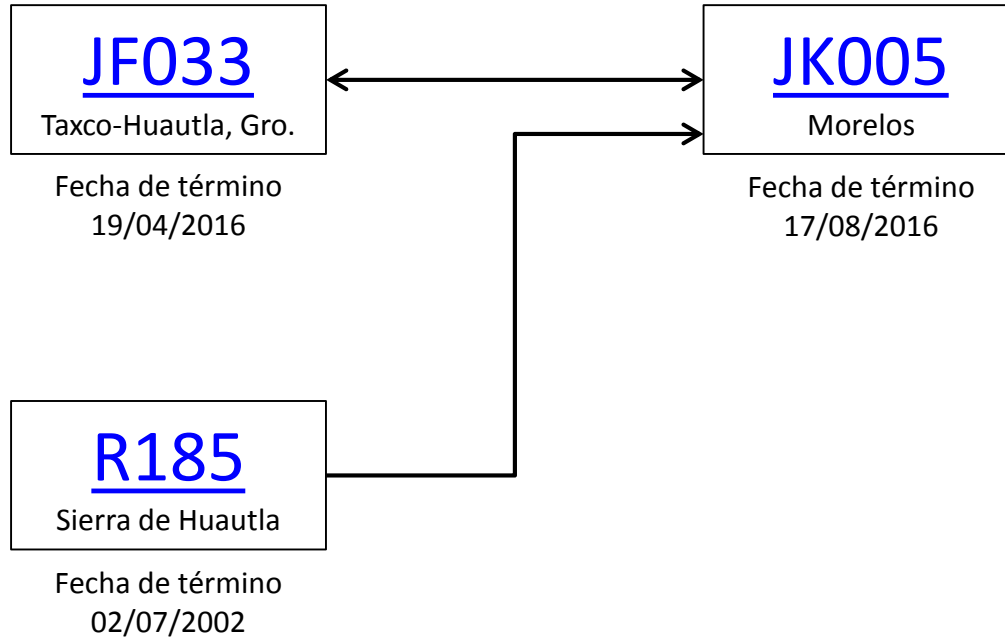 JF033
Taxco-Huautla, Gro.
Fecha de término
19/04/2016
JK005
Morelos
Fecha de término
17/08/2016
R185
Sierra de Huautla
Fecha de término
02/07/2002